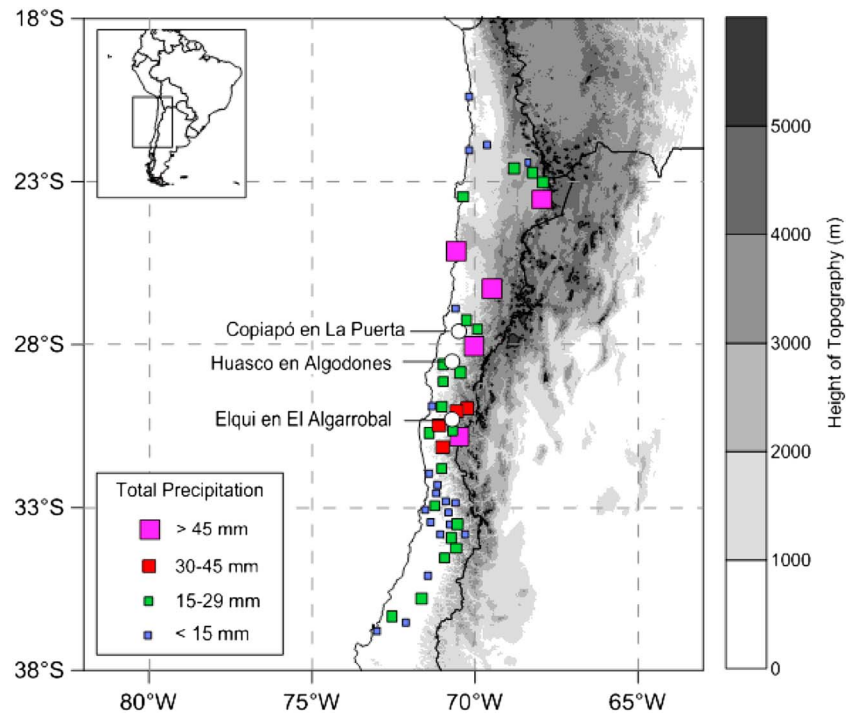 18°S
23°S
28°S
33°S
38°S
80°W
75°W
70°W
65°W
Copiapó en La Puerta
Huasco en Algodones
Elqui en El Algarrobal
Total Precipitation
> 45 mm
30-45 mm
15-29 mm
< 15 mm
5000
4000
3000
2000
1000
0
Height of Topography (m)